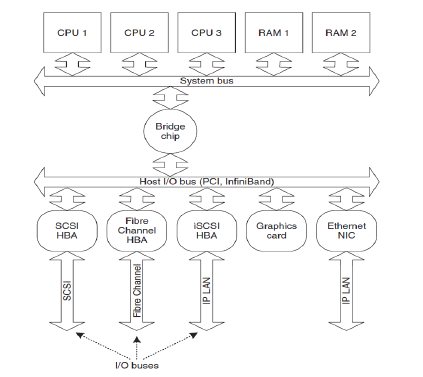 CPU 1
CPU 2
CPU 3
RAM 1
RAM 2
System bus
Bridge
chip
Host I/O bus (PCI, InfiniBand)
SCSI
HBA
Fibre
Channel
HBA
iSCSI
HBA
Graphics
card
Ethernet
NIC
SCSI
Fibre Channel
IP LAN
IP LAN
I/O buses